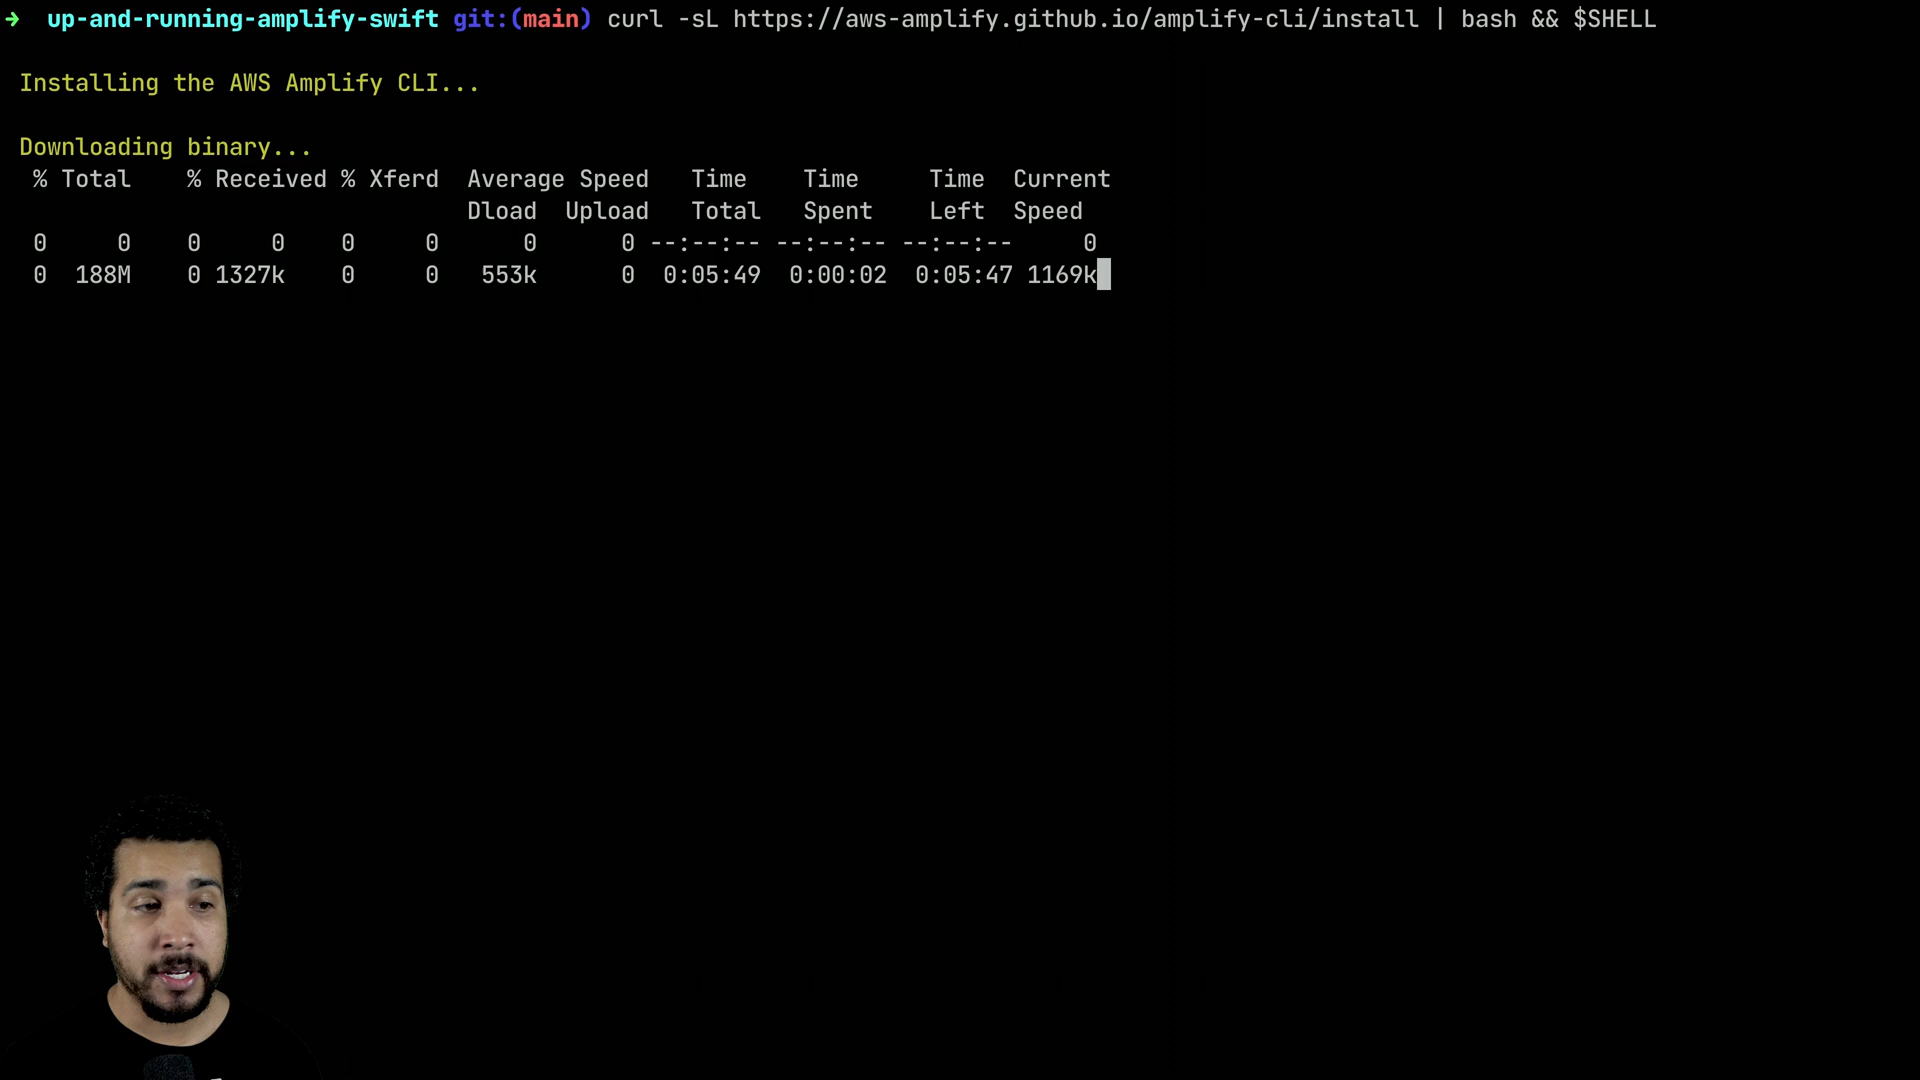 ➜ up-and-running-amplify-swift git:(main) curl -sL https://aws-amplify.github.io/amplify-cli/install | bash && $SHELL
Installing the AWS Amplify CLI...
Downloading binary...
% Total % Received % Xferd Average Speed Time Time Time Current
Dload Upload Total Spent Left Speed
0 0 0 0 0 0 0 0 --:--:-- --:--:-- --:--:-- 0
0 188M 0 1327k 0 0 553k 0 0:05:49 0:00:02 0:05:47 1169k